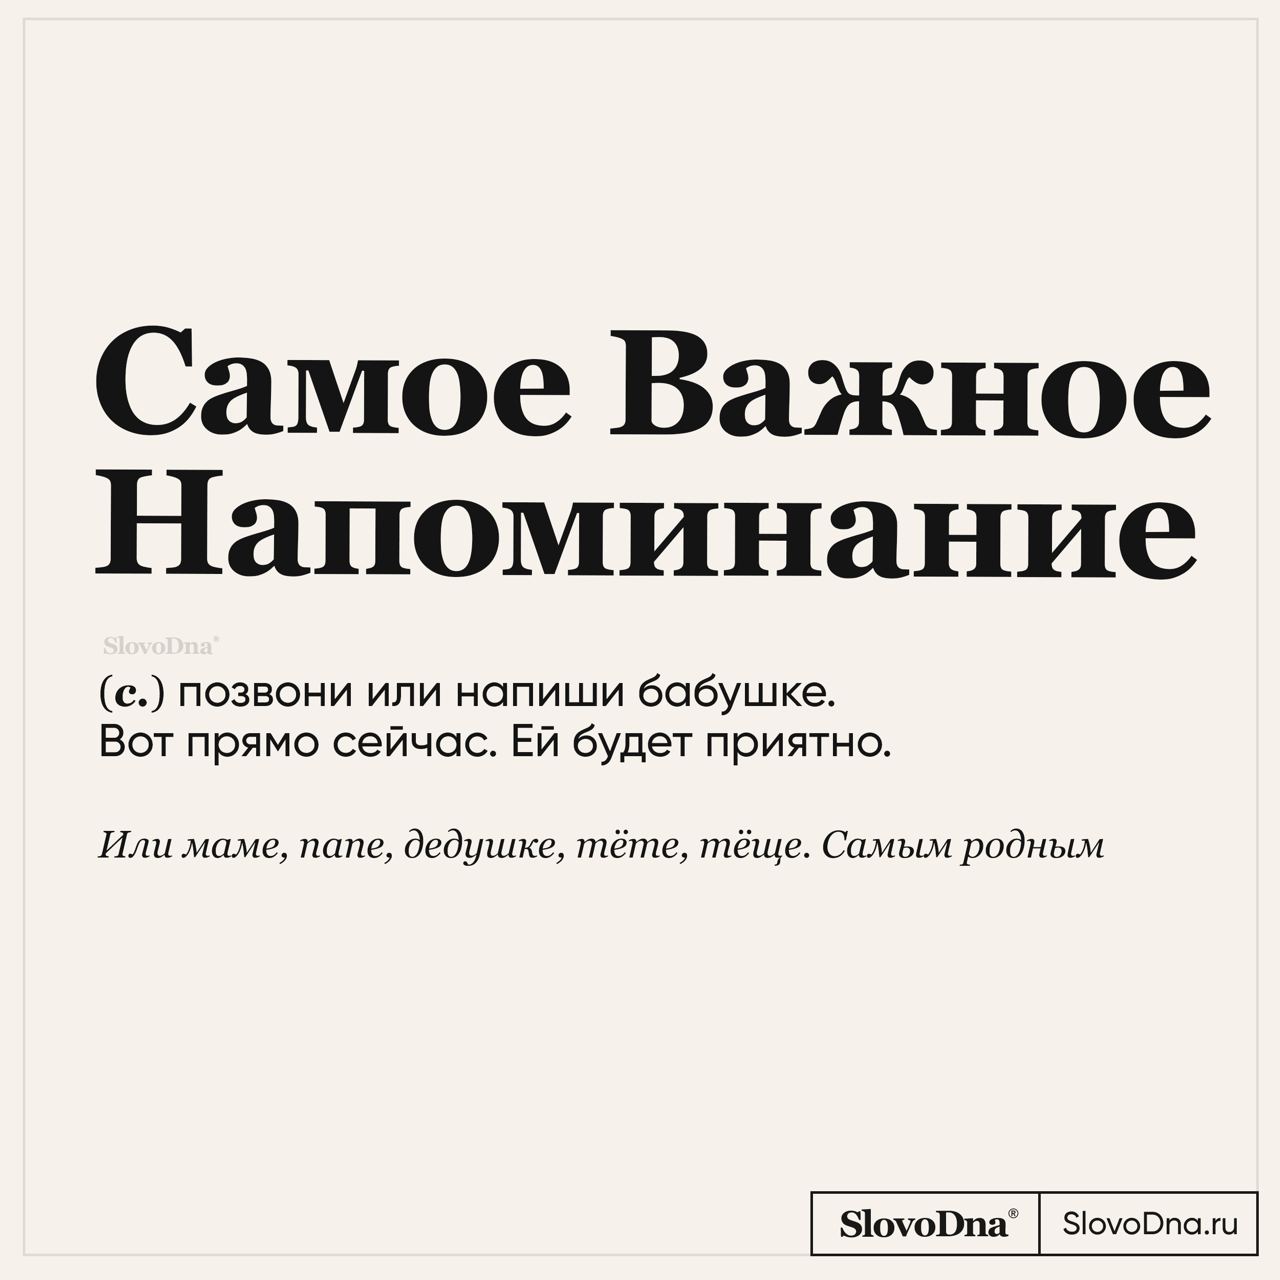 Самое Важное
Напоминание
SlovoDna®
(с.) позвони или напиши бабушке.
Вот прямо сейчас. Ей будет приятно.
Или маме, папе, дедушке, тёте, тёще. Самым родным
SlovoDna® SlovoDna.ru